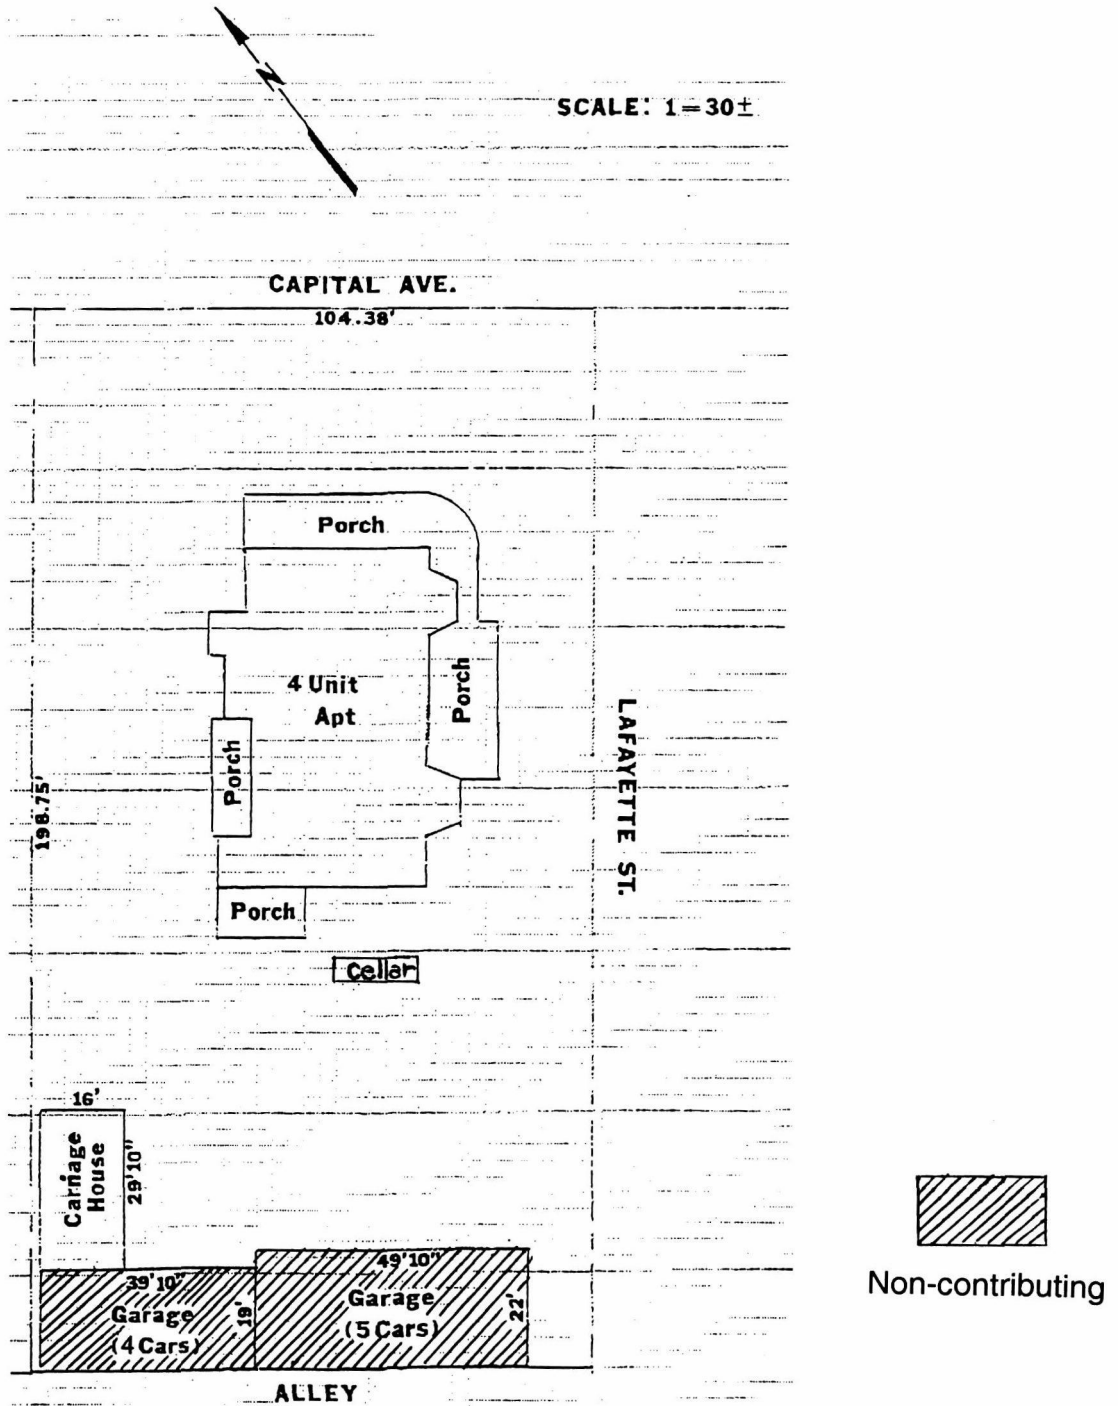 N
SCALE: 1=30±
CAPITAL AVE.
104.38'
Porch
4 Unit
Apt
Porch
Porch
LAFAYETTE ST.
198.75'
Porch
Cellar
16'
Carriage
House
29'10"
39'10"
Garage
(4 Cars)
19'
49'10"
Garage
(5 Cars)
22'
Non-contributing
ALLEY